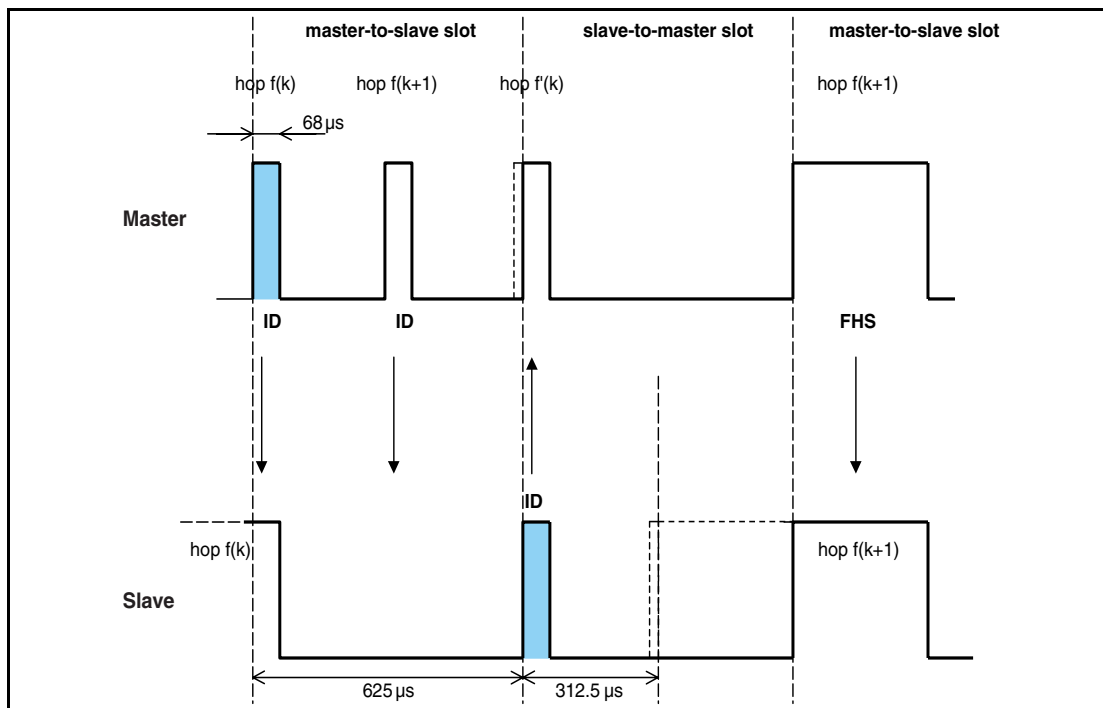 master-to-slave slot
slave-to-master slot
master-to-slave slot
hop f(k)
hop f(k+1)
hop f'(k)
hop f(k+1)
68 µs
Master
ID
ID
FHS
ID
hop f(k)
hop f(k+1)
Slave
625 µs
312.5 µs